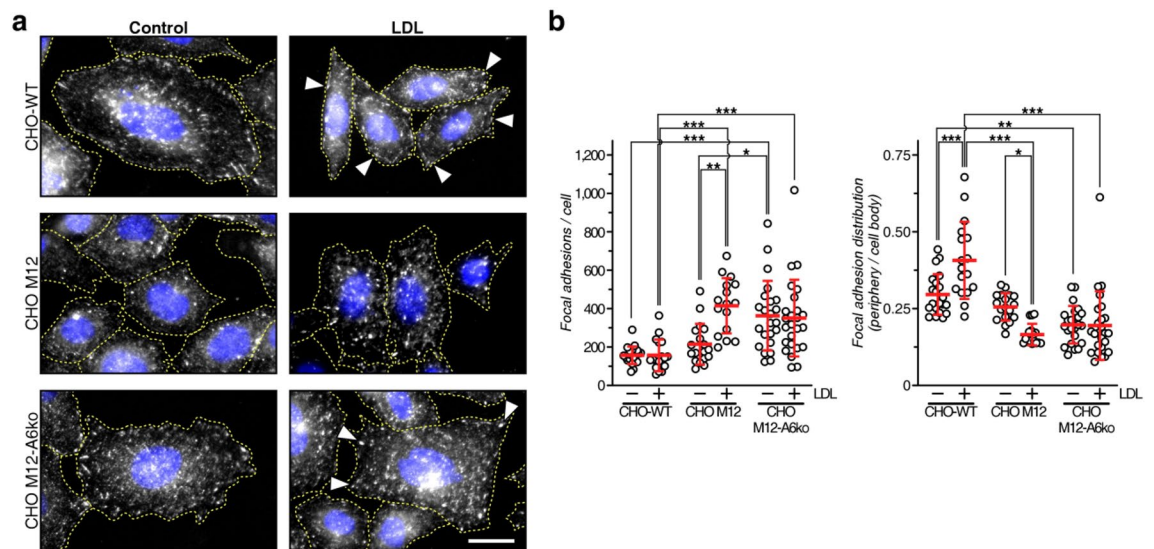 a
Control
LDL
CHO-WT
CHO M12
CHO M12-A6ko
b
***
***
***
*
**
1,200
1,000
800
600
400
200
0
Focal adhesions / cell
− + − + − + LDL
CHO-WT CHO M12 CHO
M12-A6ko
***
**
*** ***
*
0.75
0.50
0.25
0
Focal adhesion distribution
(periphery / cell body)
− + − + − + LDL
CHO-WT CHO M12 CHO
M12-A6ko